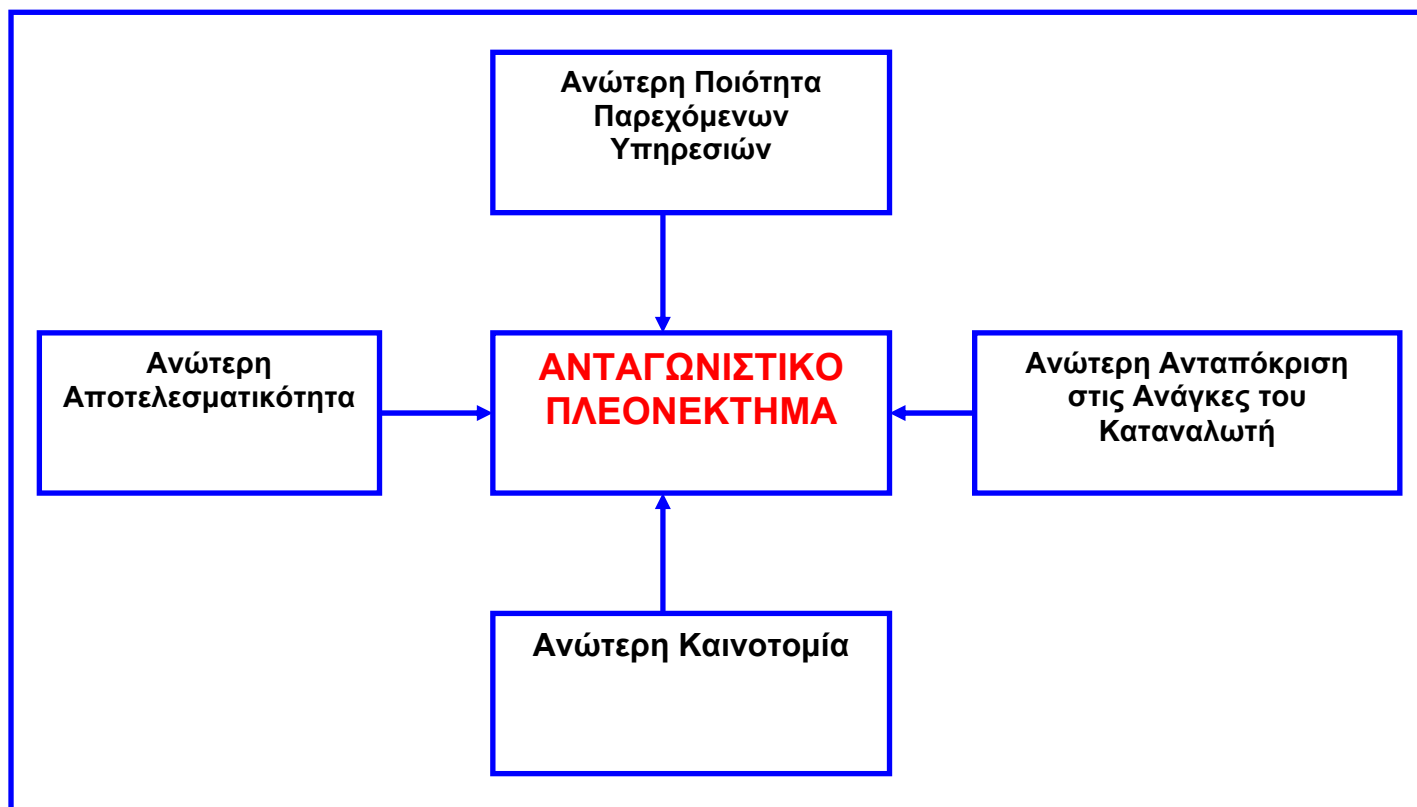 Ανώτερη Ποιότητα
Παρεχόμενων
Υπηρεσιών
Ανώτερη
Αποτελεσματικότητα
ΑΝΤΑΓΩΝΙΣΤΙΚΟ
ΠΛΕΟΝΕΚΤΗΜΑ
Ανώτερη Ανταπόκριση
στις Ανάγκες του
Καταναλωτή
Ανώτερη Καινοτομία